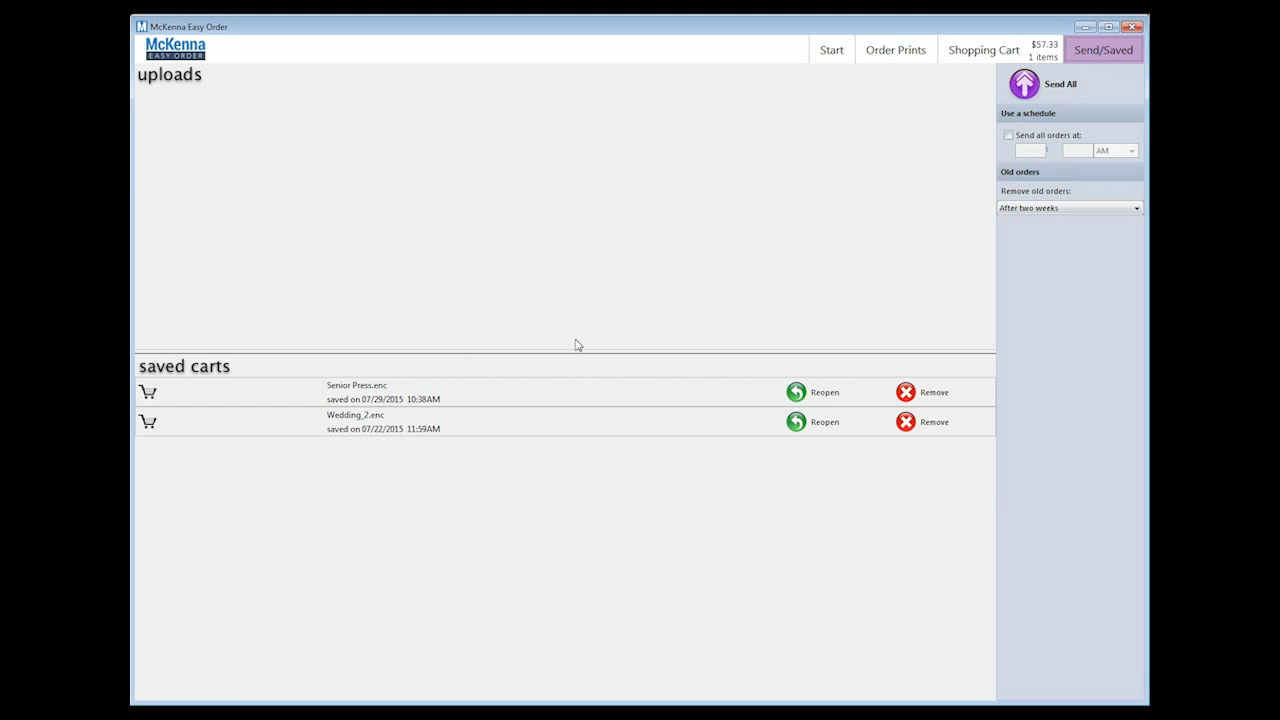 McKenna Easy Order
McKenna
EASY ORDER
Start
Order Prints
Shopping Cart
$57.33
1 items
Send/Saved
uploads
Send All
Use a schedule
Send all orders at:
:
AM
Old orders
Remove old orders:
After two weeks
saved carts
Senior Press.enc
saved on 07/29/2015 10:38AM
Reopen
Remove
Wedding_2.enc
saved on 07/22/2015 11:59AM
Reopen
Remove